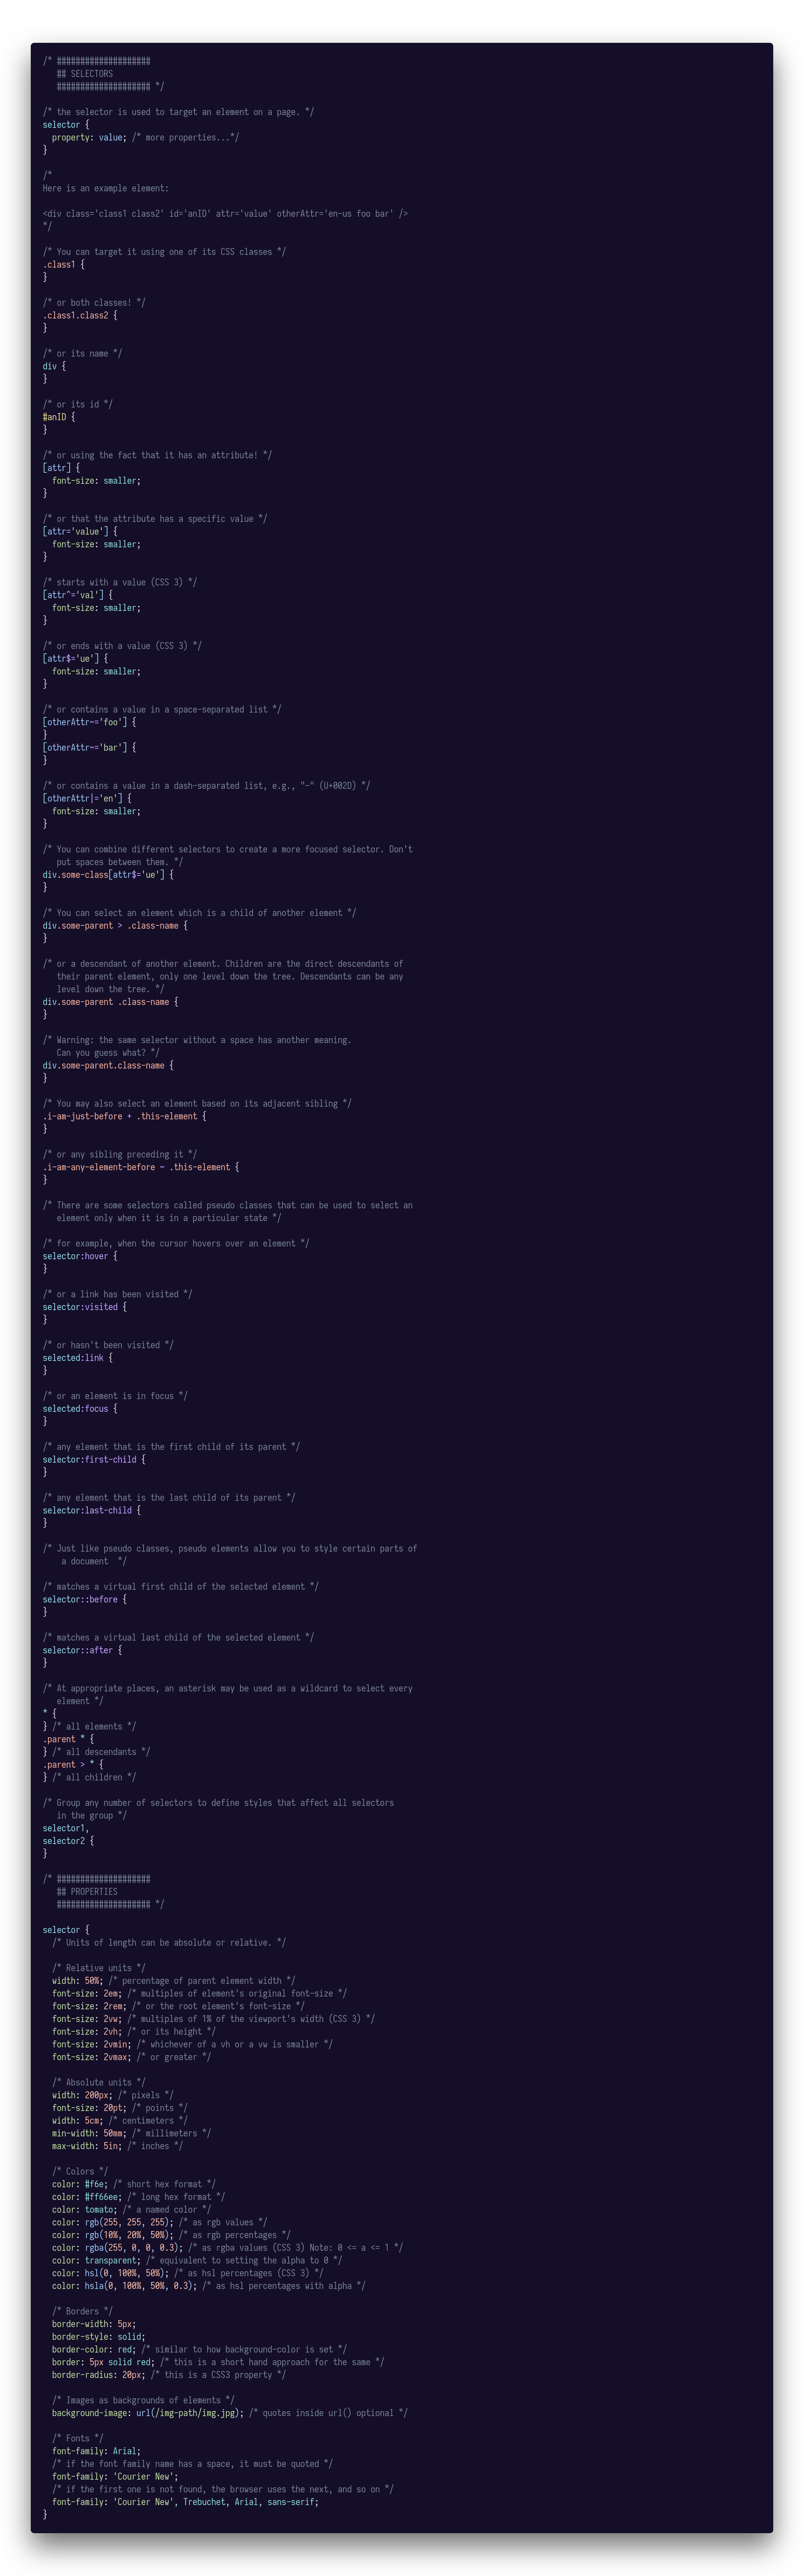 /* ####################
   ## SELECTORS
   #################### */

/* the selector is used to target an element on a page. */
selector {
  property: value; /* more properties...*/
}

/*
Here is an example element:

<div class='class1 class2' id='anID' attr='value' otherAttr='en-us foo bar' />
*/

/* You can target it using one of its CSS classes */
.class1 {
}

/* or both classes! */
.class1.class2 {
}

/* or its name */
div {
}

/* or its id */
#anID {
}

/* or using the fact that it has an attribute! */
[attr] {
  font-size: smaller;
}

/* or that the attribute has a specific value */
[attr='value'] {
  font-size: smaller;
}

/* starts with a value (CSS 3) */
[attr^='val'] {
  font-size: smaller;
}

/* or ends with a value (CSS 3) */
[attr$='ue'] {
  font-size: smaller;
}

/* or contains a value in a space-separated list */
[otherAttr~='foo'] {
}
[otherAttr~='bar'] {
}

/* or contains a value in a dash-separated list, e.g., "-" (U+002D) */
[otherAttr|='en'] {
  font-size: smaller;
}

/* You can combine different selectors to create a more focused selector. Don't
   put spaces between them. */
div.some-class[attr$='ue'] {
}

/* You can select an element which is a child of another element */
div.some-parent > .class-name {
}

/* or a descendant of another element. Children are the direct descendants of
   their parent element, only one level down the tree. Descendants can be any
   level down the tree. */
div.some-parent .class-name {
}

/* Warning: the same selector without a space has another meaning.
   Can you guess what? */
div.some-parent.class-name {
}

/* You may also select an element based on its adjacent sibling */
.i-am-just-before + .this-element {
}

/* or any sibling preceding it */
.i-am-any-element-before ~ .this-element {
}

/* There are some selectors called pseudo classes that can be used to select an
   element only when it is in a particular state */

/* for example, when the cursor hovers over an element */
selector:hover {
}

/* or a link has been visited */
selector:visited {
}

/* or hasn't been visited */
selected:link {
}

/* or an element is in focus */
selected:focus {
}

/* any element that is the first child of its parent */
selector:first-child {
}

/* any element that is the last child of its parent */
selector:last-child {
}

/* Just like pseudo classes, pseudo elements allow you to style certain parts of
    a document  */

/* matches a virtual first child of the selected element */
selector::before {
}

/* matches a virtual last child of the selected element */
selector::after {
}

/* At appropriate places, an asterisk may be used as a wildcard to select every
   element */
* {
} /* all elements */
.parent * {
} /* all descendants */
.parent > * {
} /* all children */

/* Group any number of selectors to define styles that affect all selectors
   in the group */
selector1,
selector2 {
}

/* ####################
   ## PROPERTIES
   #################### */

selector {
  /* Units of length can be absolute or relative. */

  /* Relative units */
  width: 50%; /* percentage of parent element width */
  font-size: 2em; /* multiples of element's original font-size */
  font-size: 2rem; /* or the root element's font-size */
  font-size: 2vw; /* multiples of 1% of the viewport's width (CSS 3) */
  font-size: 2vh; /* or its height */
  font-size: 2vmin; /* whichever of a vh or a vw is smaller */
  font-size: 2vmax; /* or greater */

  /* Absolute units */
  width: 200px; /* pixels */
  font-size: 20pt; /* points */
  width: 5cm; /* centimeters */
  min-width: 50mm; /* millimeters */
  max-width: 5in; /* inches */

  /* Colors */
  color: #f6e; /* short hex format */
  color: #ff66ee; /* long hex format */
  color: tomato; /* a named color */
  color: rgb(255, 255, 255); /* as rgb values */
  color: rgb(10%, 20%, 50%); /* as rgb percentages */
  color: rgba(255, 0, 0, 0.3); /* as rgba values (CSS 3) Note: 0 <= a <= 1 */
  color: transparent; /* equivalent to setting the alpha to 0 */
  color: hsl(0, 100%, 50%); /* as hsl percentages (CSS 3) */
  color: hsla(0, 100%, 50%, 0.3); /* as hsl percentages with alpha */

  /* Borders */
  border-width: 5px;
  border-style: solid;
  border-color: red; /* similar to how background-color is set */
  border: 5px solid red; /* this is a short hand approach for the same */
  border-radius: 20px; /* this is a CSS3 property */

  /* Images as backgrounds of elements */
  background-image: url(/img-path/img.jpg); /* quotes inside url() optional */

  /* Fonts */
  font-family: Arial;
  /* if the font family name has a space, it must be quoted */
  font-family: 'Courier New';
  /* if the first one is not found, the browser uses the next, and so on */
  font-family: 'Courier New', Trebuchet, Arial, sans-serif;
}